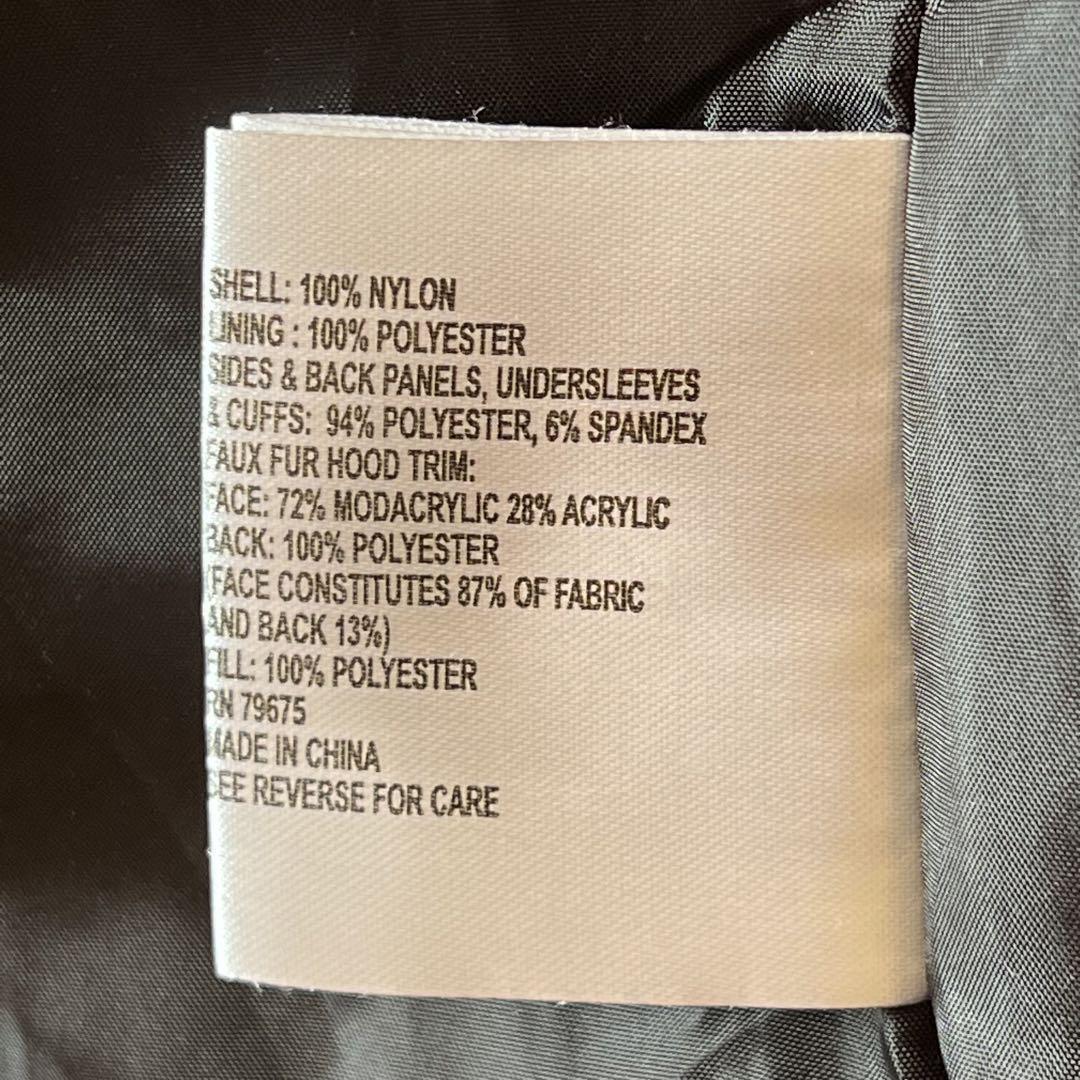 SHELL: 100% NYLON
LINING : 100% POLYESTER
SIDES & BACK PANELS, UNDERSLEEVES
& CUFFS: 94% POLYESTER, 6% SPANDEX
FAUX FUR HOOD TRIM:
FACE: 72% MODACRYLIC 28% ACRYLIC
BACK: 100% POLYESTER
(FACE CONSTITUTES 87% OF FABRIC
AND BACK 13%)
FILL: 100% POLYESTER
RN 79675
MADE IN CHINA
SEE REVERSE FOR CARE